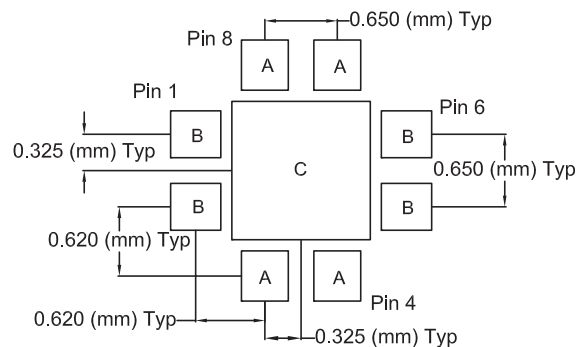 0.650 (mm) Typ
Pin 8
A A
Pin 1
Pin 6
B B
0.325 (mm) Typ
C
0.650 (mm) Typ
B B
0.620 (mm) Typ
A A
Pin 4
0.620 (mm) Typ
0.325 (mm) Typ